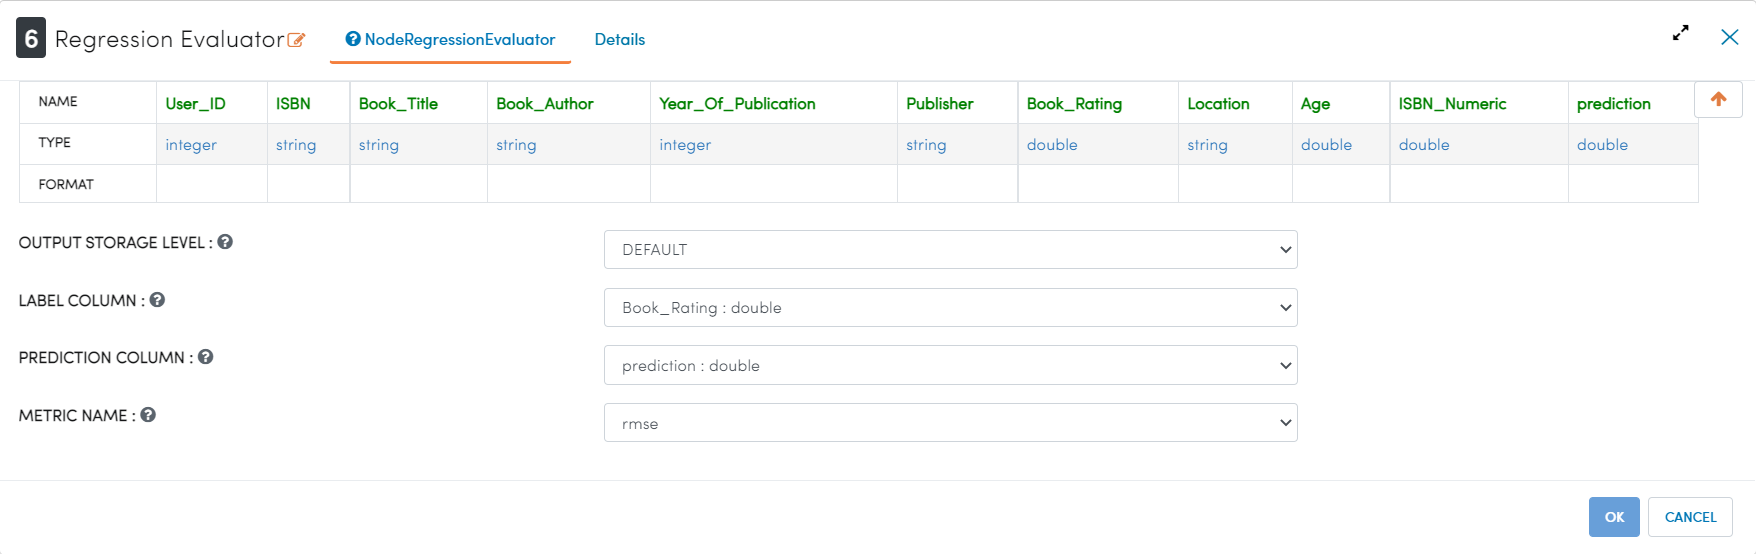 6 Regression Evaluator NodeRegressionEvaluator Details
NAME User_ID ISBN Book_Title Book_Author Year_Of_Publication Publisher Book_Rating Location Age ISBN_Numeric prediction
TYPE integer string string string integer string double string double double double
FORMAT
OUTPUT STORAGE LEVEL : DEFAULT
LABEL COLUMN : Book_Rating : double
PREDICTION COLUMN : prediction : double
METRIC NAME : rmse
OK CANCEL